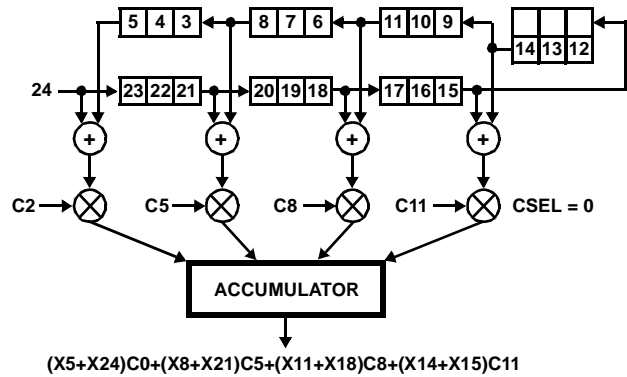 5 4 3 8 7 6 11 10 9
14 13 12
24 23 22 21 20 19 18 17 16 15
+ + + +
C2 C5 C8 C11 CSEL = 0
ACCUMULATOR
(X5+X24)C0+(X8+X21)C5+(X11+X18)C8+(X14+X15)C11